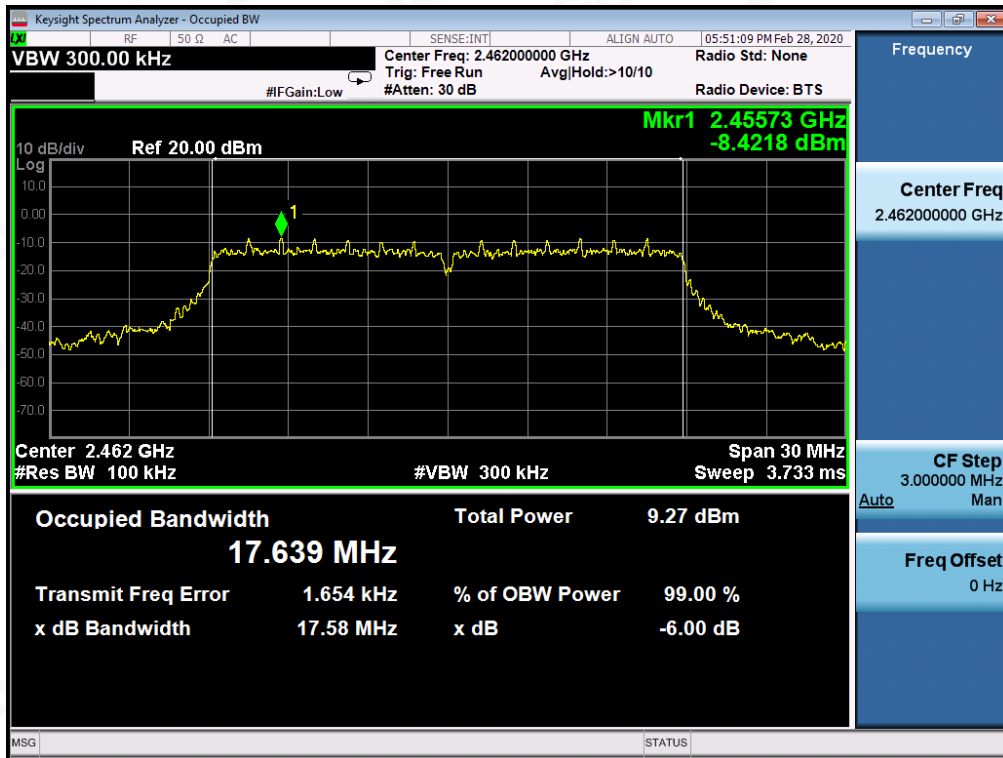 Keysight Spectrum Analyzer - Occupied BW
LXI RF 50 Ω AC SENSE:INT ALIGN AUTO 05:51:09 PM Feb 28, 2020
VBW 300.00 kHz
Center Freq: 2.462000000 GHz Radio Std: None
Trig: Free Run Avg|Hold:>10/10
#IFGain:Low #Atten: 30 dB Radio Device: BTS
Mkr1 2.45573 GHz
10 dB/div Ref 20.00 dBm -8.4218 dBm
Log
10.0
0.00
1
-10.0
-20.0
-30.0
-40.0
-50.0
-60.0
-70.0
Center 2.462 GHz Span 30 MHz
#Res BW 100 kHz #VBW 300 kHz Sweep 3.733 ms
Occupied Bandwidth Total Power 9.27 dBm
17.639 MHz
Transmit Freq Error 1.654 kHz % of OBW Power 99.00 %
x dB Bandwidth 17.58 MHz x dB -6.00 dB
Frequency
Center Freq
2.462000000 GHz
CF Step
3.000000 MHz
Auto Man
Freq Offset
0 Hz
MSG STATUS